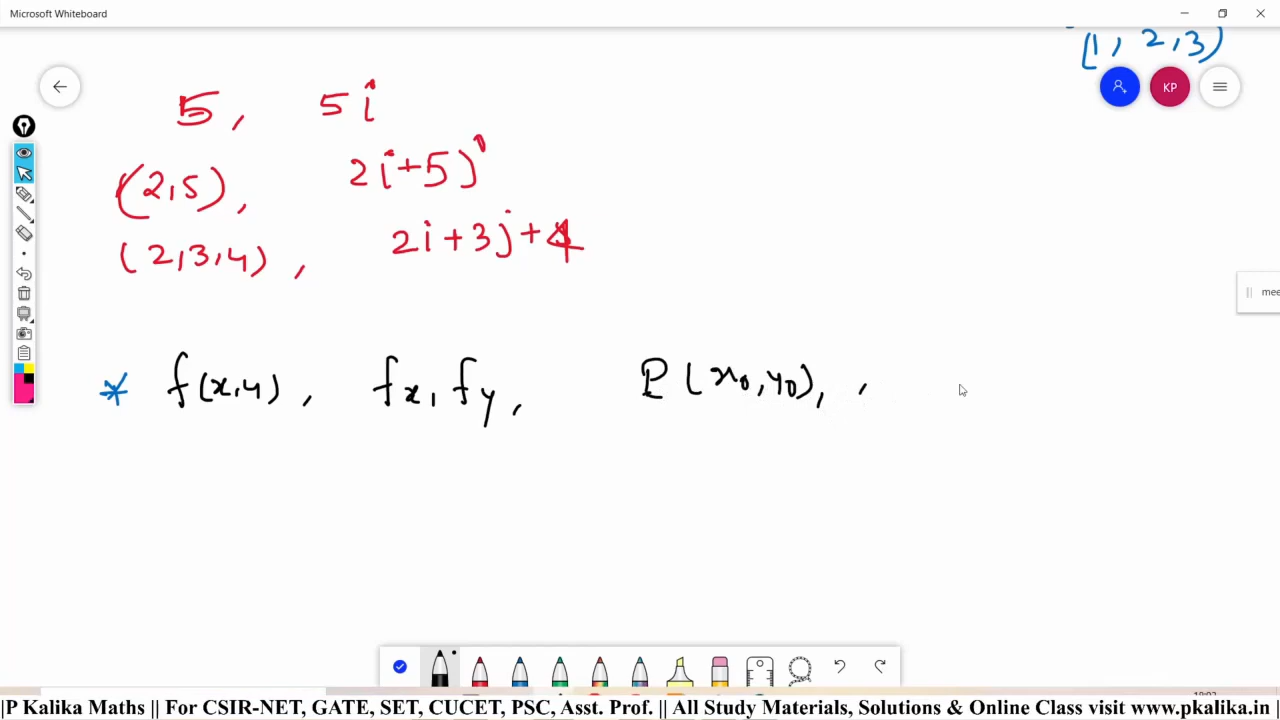 Microsoft Whiteboard
(1, 2, 3)
KP
5, 5i
(2,5), 2i+5j
(2,3,4), 2i+3j+4
mee
* f(x,y), fx, fy, P(x₀,y₀), ,
|P Kalika Maths || For CSIR-NET, GATE, SET, CUCET, PSC, Asst. Prof. || All Study Materials, Solutions & Online Class visit www.pkalika.in |